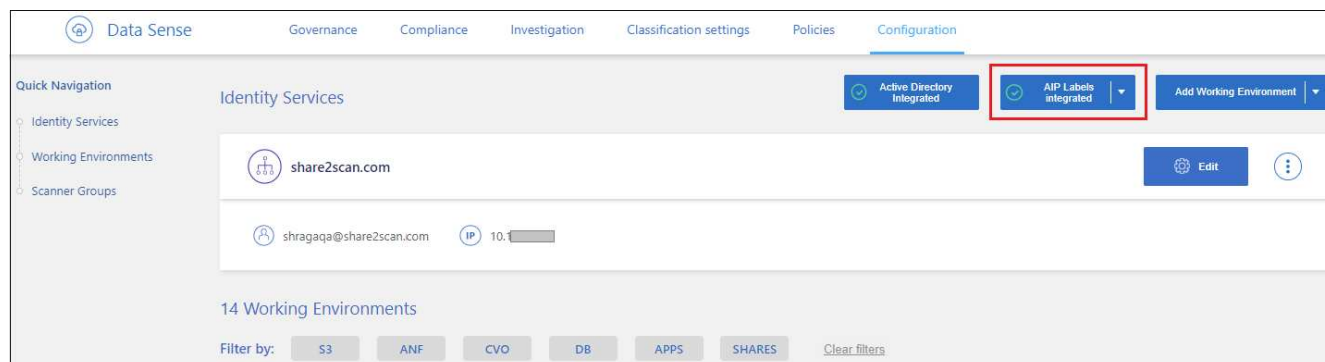 Data Sense
Governance Compliance Investigation Classification settings Policies Configuration
Quick Navigation
Identity Services
Working Environments
Scanner Groups
Identity Services
Active Directory
Integrated
AIP Labels
integrated
Add Working Environment
share2scan.com
Edit
shragaqa@share2scan.com IP 10.1
14 Working Environments
Filter by: S3 ANF CVO DB APPS SHARES Clear filters